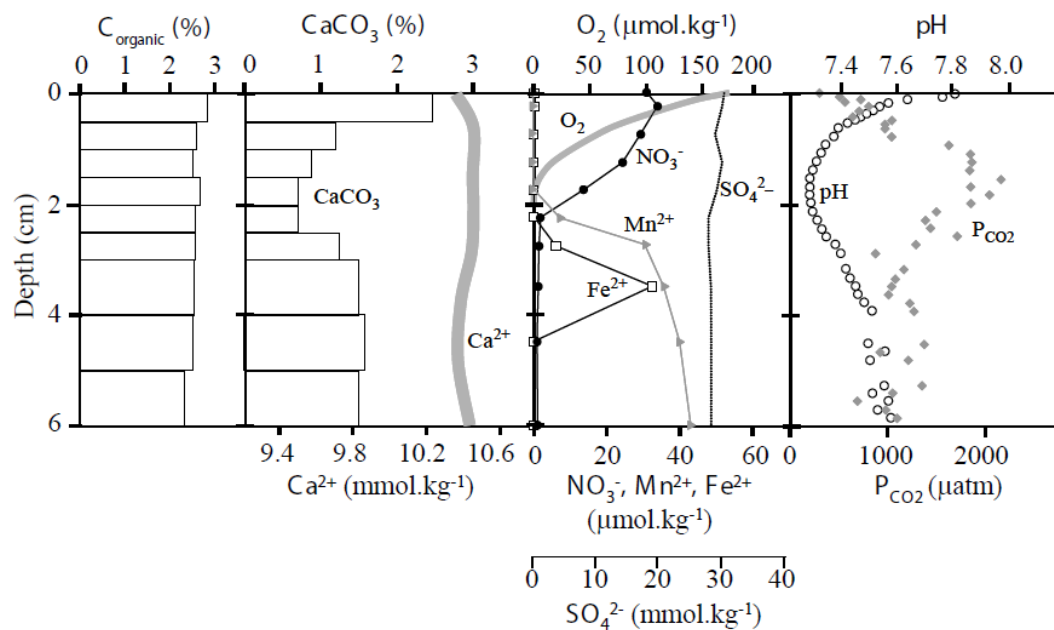 C organic (%)
CaCO3 (%)
O2 (μmol.kg-1)
pH
0 1 2 3
0 1 2 3
0 50 100 150 200
7.4 7.6 7.8 8.0
0
2
4
6
Depth (cm)
CaCO3
Ca2+
O2
NO3-
SO42–
Mn2+
Fe2+
pH
PCO2
9.4 9.8 10.2 10.6
0 20 40 60
0 1000 2000
Ca2+ (mmol.kg-1)
NO3-, Mn2+, Fe2+
(μmol.kg-1)
PCO2 (μatm)
0 10 20 30 40
SO42- (mmol.kg-1)